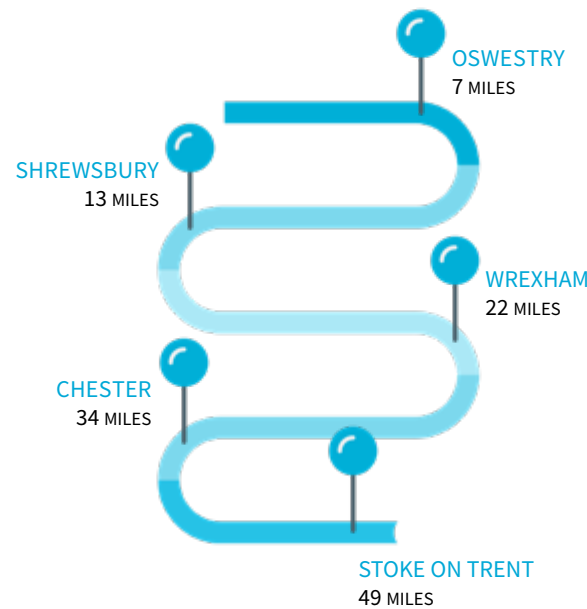 OSWESTRY
7 MILES
SHREWSBURY
13 MILES
WREXHAM
22 MILES
CHESTER
34 MILES
STOKE ON TRENT
49 MILES